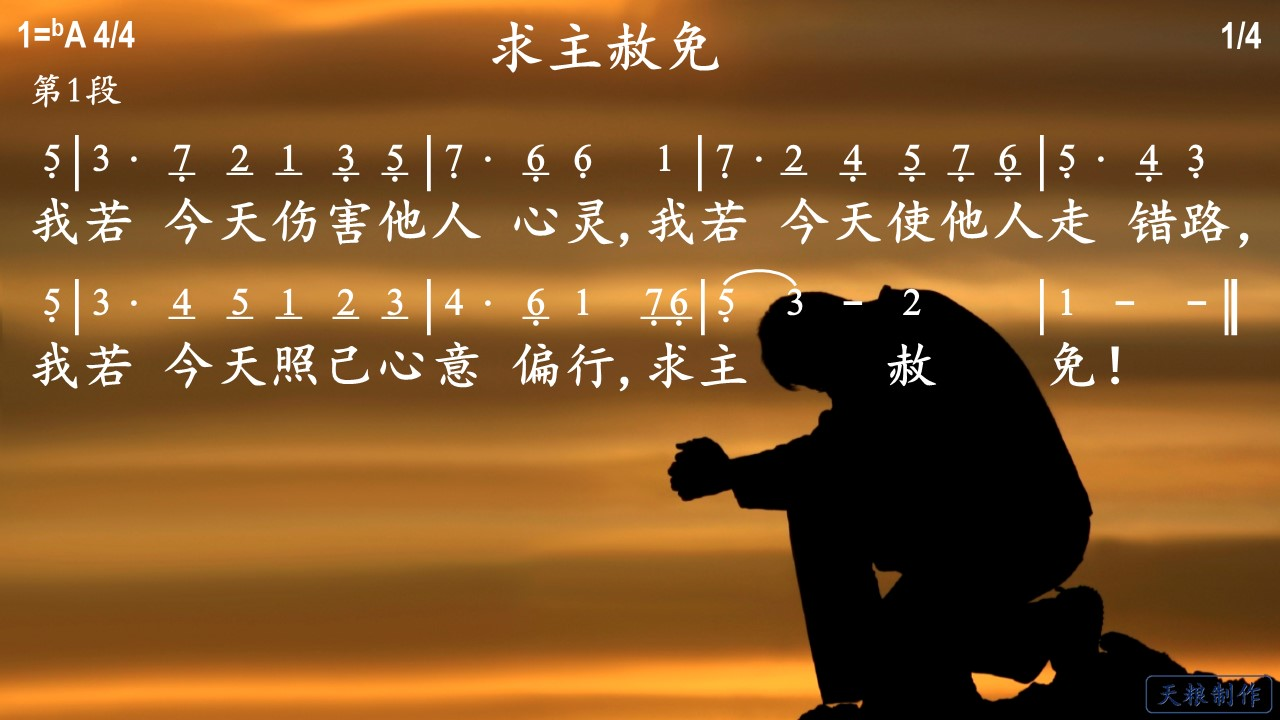 1=ᵇA 4/4
求主赦免
1/4
第1段
5̣ | 3 · 7̣ 2 1 3̣ 5̣ | 7̣ · 6̣ 6̣ 1 | 7̣ · 2 4̣ 5̣ 7̣ 6̣ | 5̣ · 4̣ 3̣
我若 今天伤害他人 心灵,我若 今天使他人走 错路,
5̣ | 3 · 4 5 1 2 3 | 4 · 6̣ 1 7̣6̣ | 5̣ 3 – 2 | 1 – – ‖
我若 今天照己心意 偏行,求主 赦 免!
天粮制作